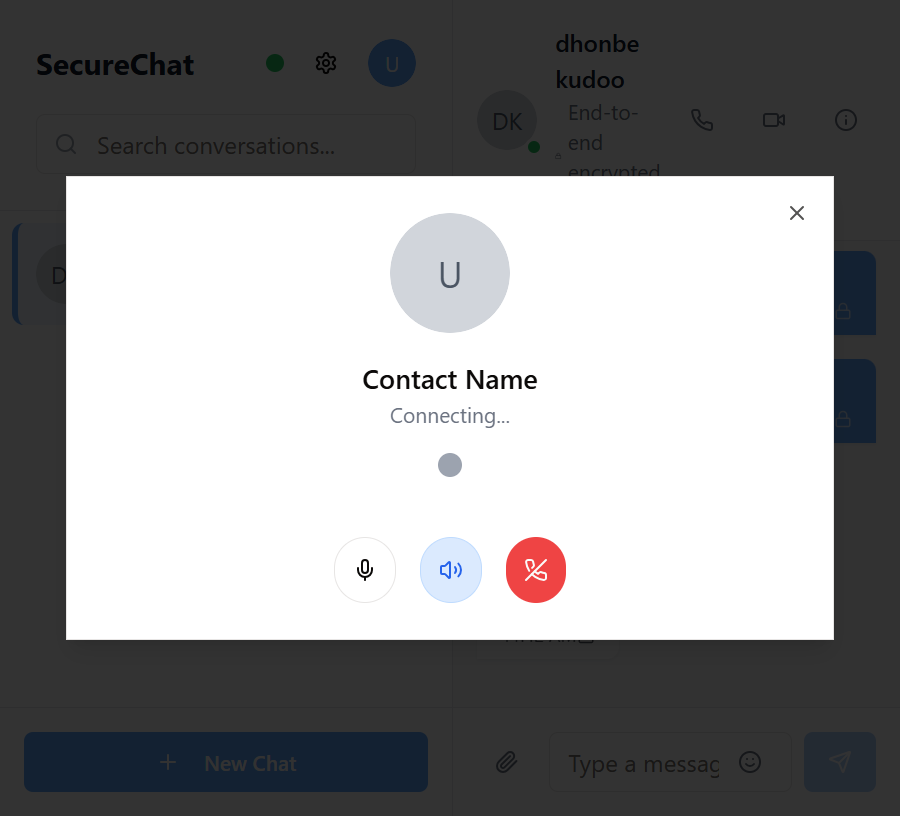 SecureChat
U
Search conversations...
D
dhonbe
kudoo
DK
End-to-
end
encrypted
U
Contact Name
Connecting...
New Chat
Type a messag